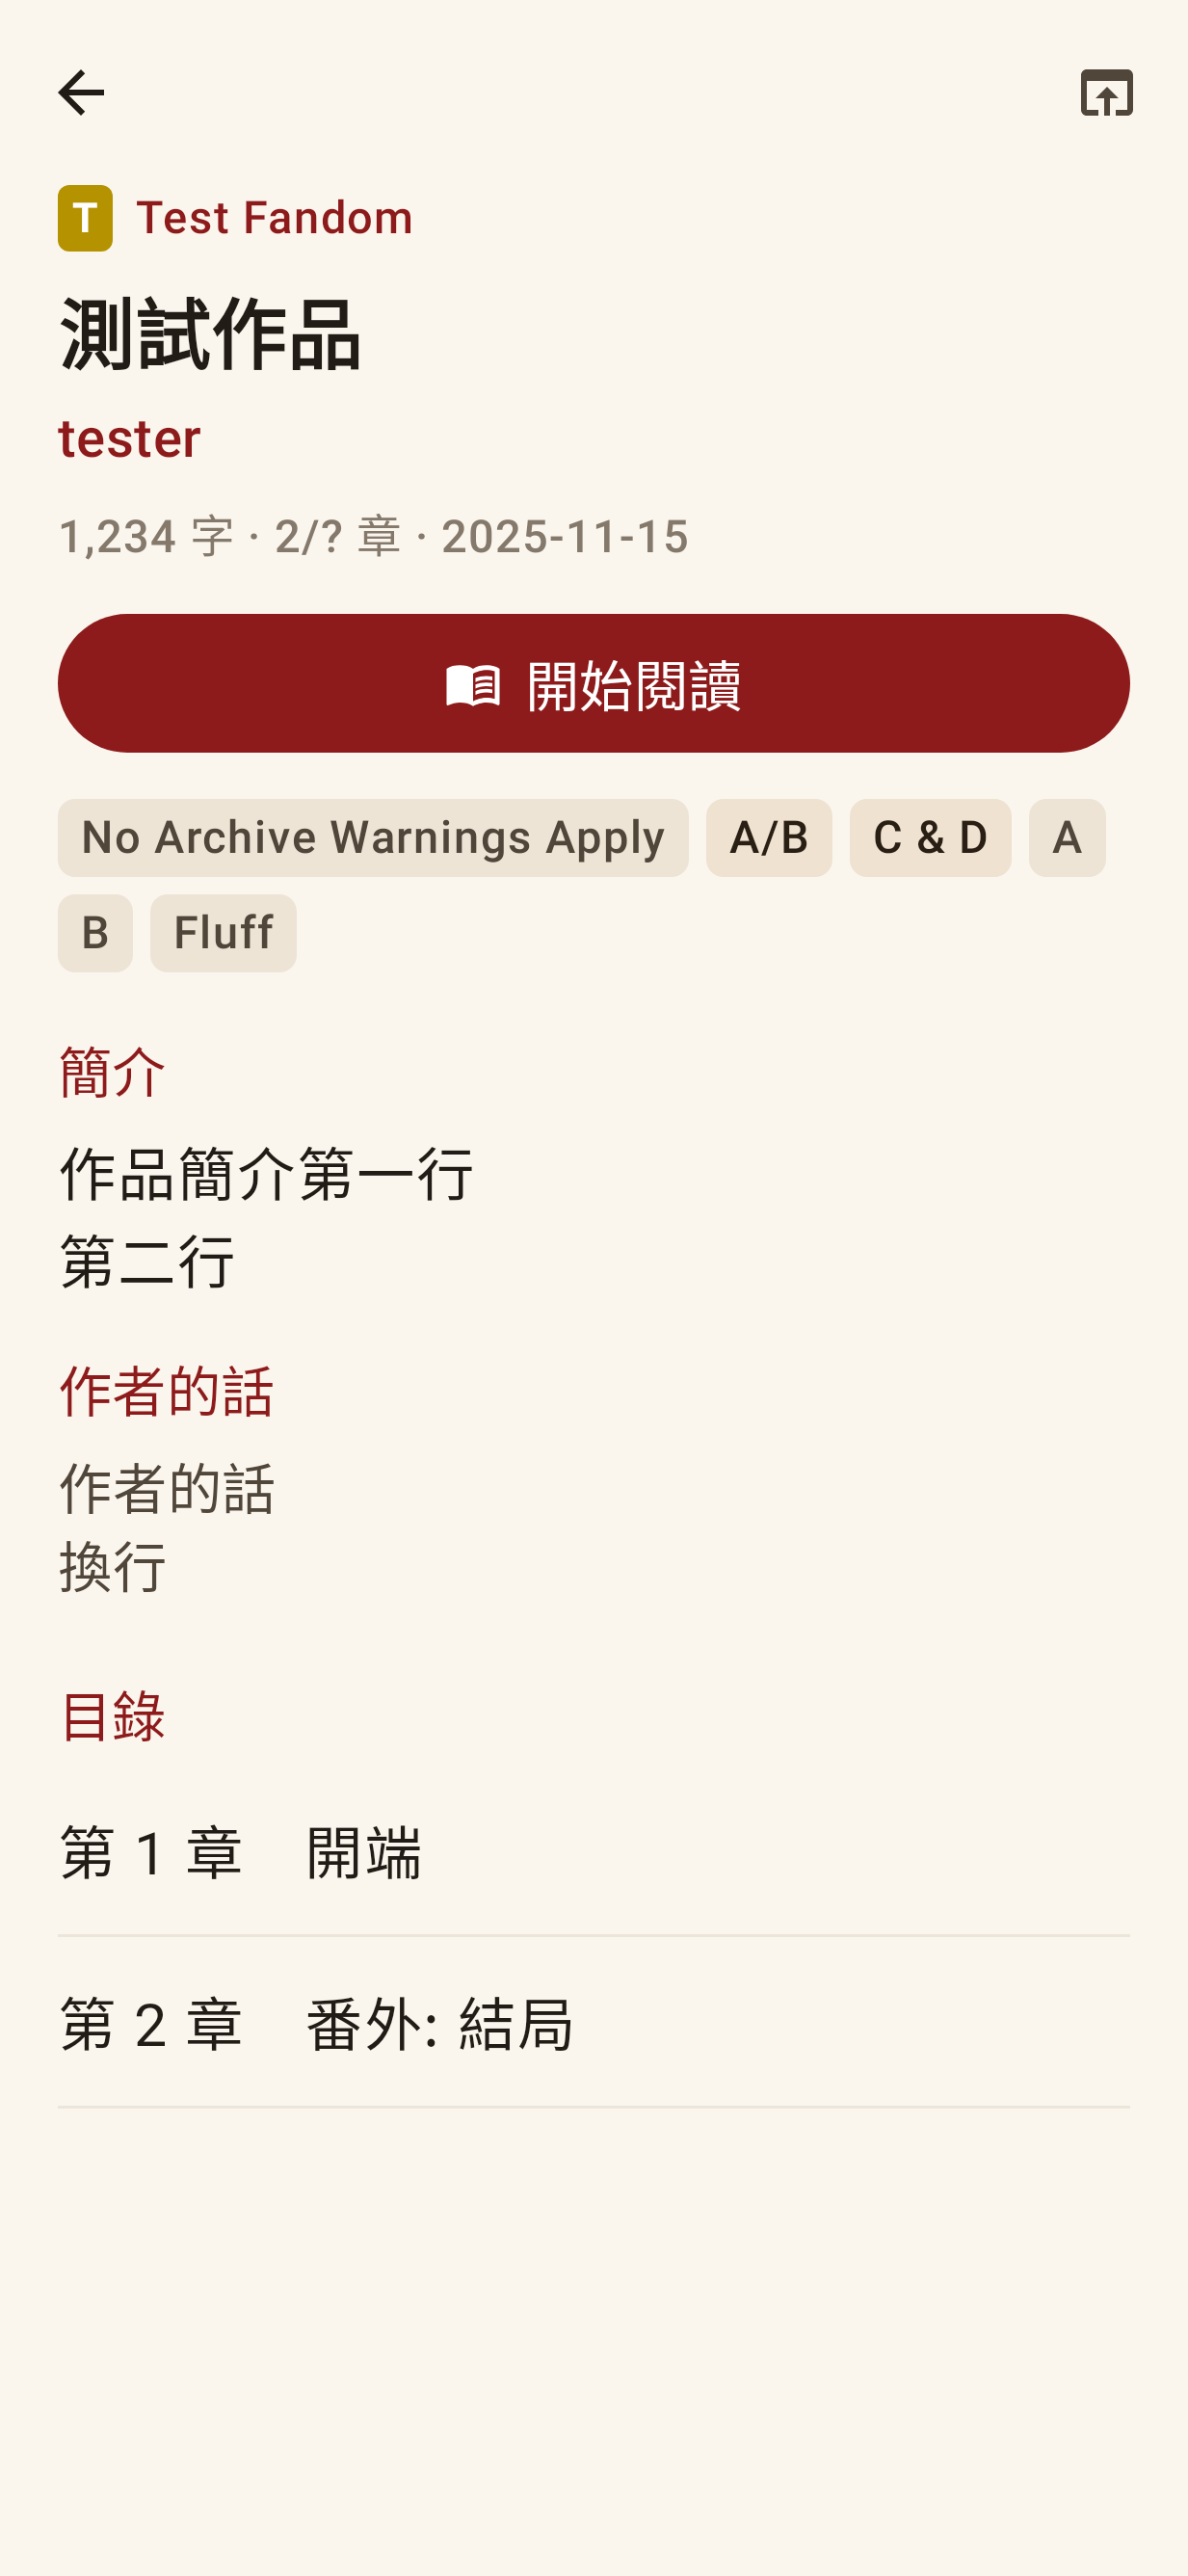 T Test Fandom
測試作品
tester
1,234 字 · 2/? 章 · 2025-11-15
開始閱讀
No Archive Warnings Apply A/B C & D A
B Fluff
簡介
作品簡介第一行
第二行
作者的話
作者的話
換行
目錄
第 1 章　開端
第 2 章　番外: 結局